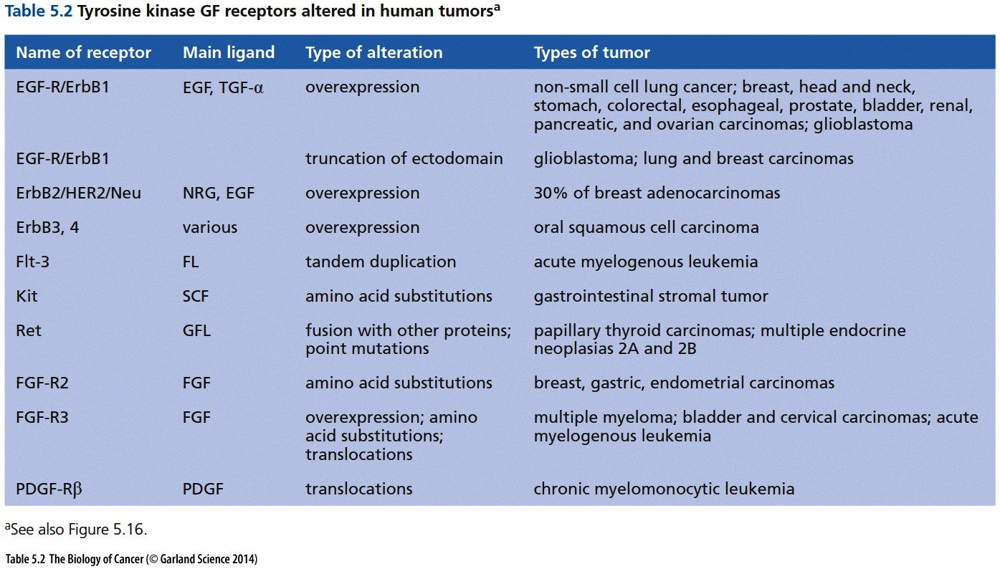 Table 5.2 Tyrosine kinase GF receptors altered in human tumorsa
Name of receptor Main ligand Type of alteration Types of tumor
EGF-R/ErbB1 EGF, TGF-α overexpression non-small cell lung cancer; breast, head and neck,
stomach, colorectal, esophageal, prostate, bladder, renal,
pancreatic, and ovarian carcinomas; glioblastoma
EGF-R/ErbB1 truncation of ectodomain glioblastoma; lung and breast carcinomas
ErbB2/HER2/Neu NRG, EGF overexpression 30% of breast adenocarcinomas
ErbB3, 4 various overexpression oral squamous cell carcinoma
Flt-3 FL tandem duplication acute myelogenous leukemia
Kit SCF amino acid substitutions gastrointestinal stromal tumor
Ret GFL fusion with other proteins; papillary thyroid carcinomas; multiple endocrine
point mutations neoplasias 2A and 2B
FGF-R2 FGF amino acid substitutions breast, gastric, endometrial carcinomas
FGF-R3 FGF overexpression; amino multiple myeloma; bladder and cervical carcinomas; acute
acid substitutions; myelogenous leukemia
translocations
PDGF-Rβ PDGF translocations chronic myelomonocytic leukemia
aSee also Figure 5.16.
Table 5.2 The Biology of Cancer (© Garland Science 2014)